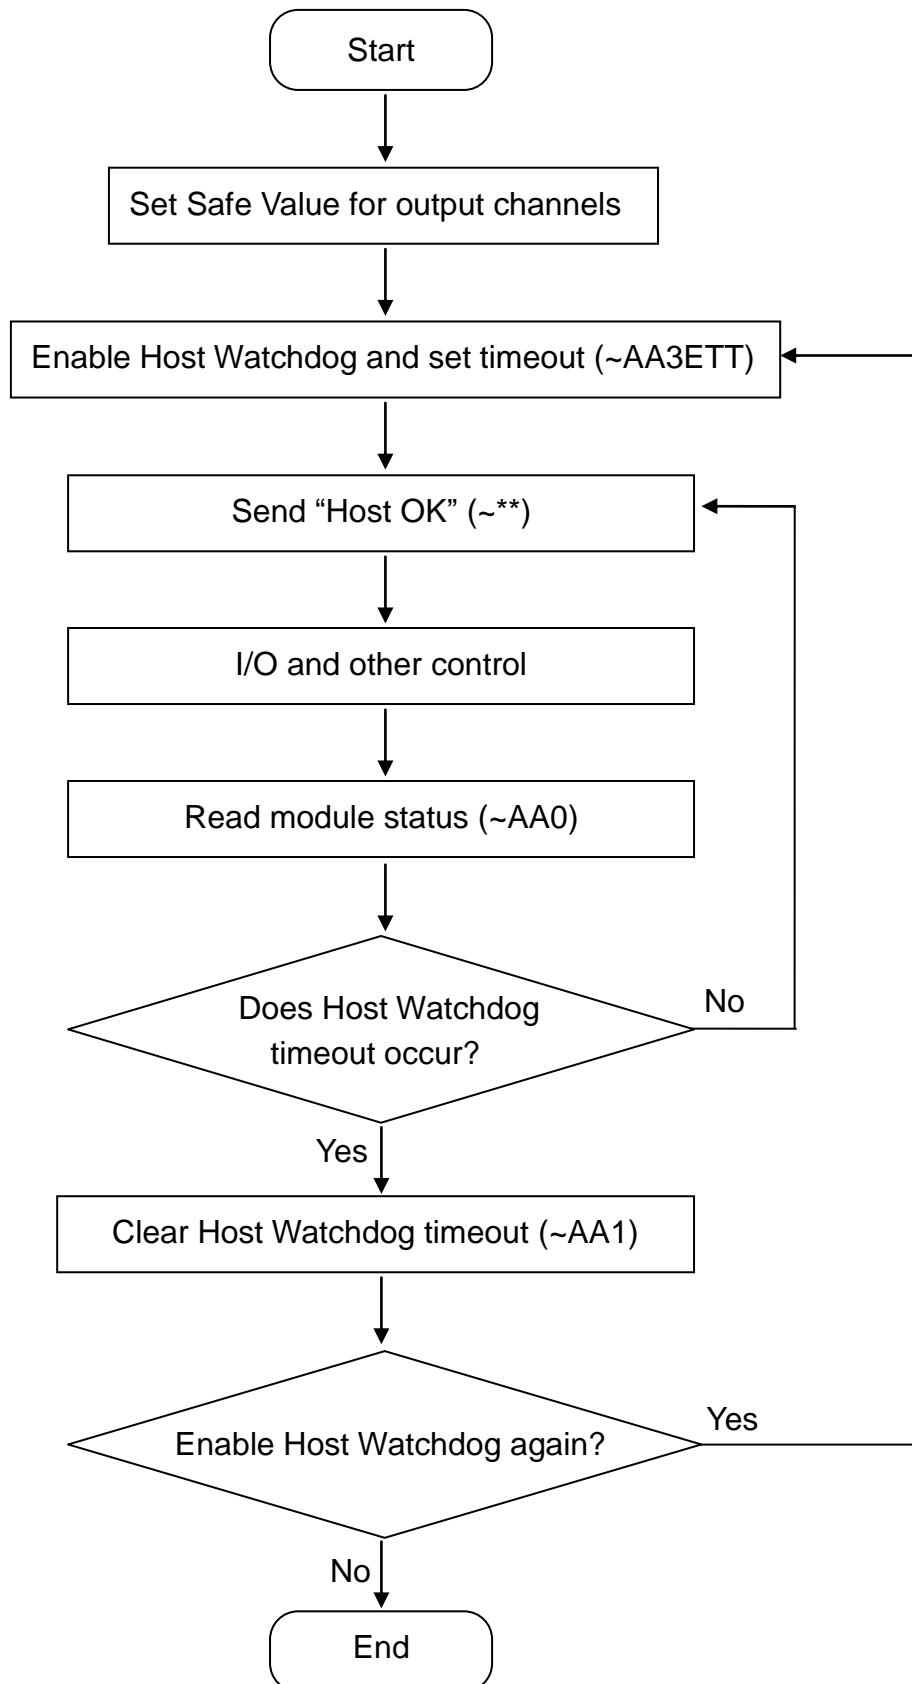 Start
Set Safe Value for output channels
Enable Host Watchdog and set timeout (~AA3ETT)
Send “Host OK” (~**)
I/O and other control
Read module status (~AA0)
Does Host Watchdog
timeout occur?
No
Yes
Clear Host Watchdog timeout (~AA1)
Enable Host Watchdog again?
Yes
No
End